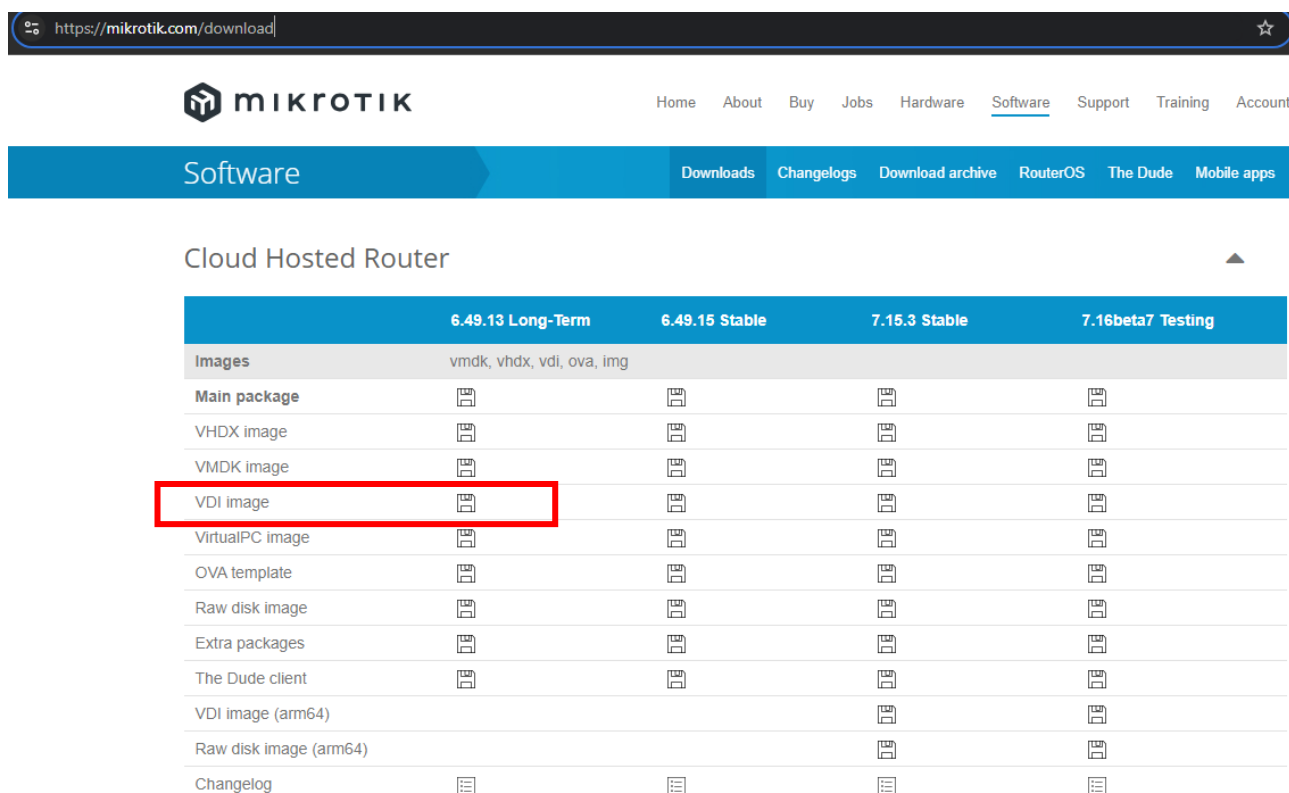 https://mikrotik.com/download
mikrotik
Home About Buy Jobs Hardware Software Support Training Account
Software
Downloads Changelogs Download archive RouterOS The Dude Mobile apps
Cloud Hosted Router
6.49.13 Long-Term 6.49.15 Stable 7.15.3 Stable 7.16beta7 Testing
Images vmdk, vhdx, vdi, ova, img
Main package
VHDX image
VMDK image
VDI image
VirtualPC image
OVA template
Raw disk image
Extra packages
The Dude client
VDI image (arm64)
Raw disk image (arm64)
Changelog